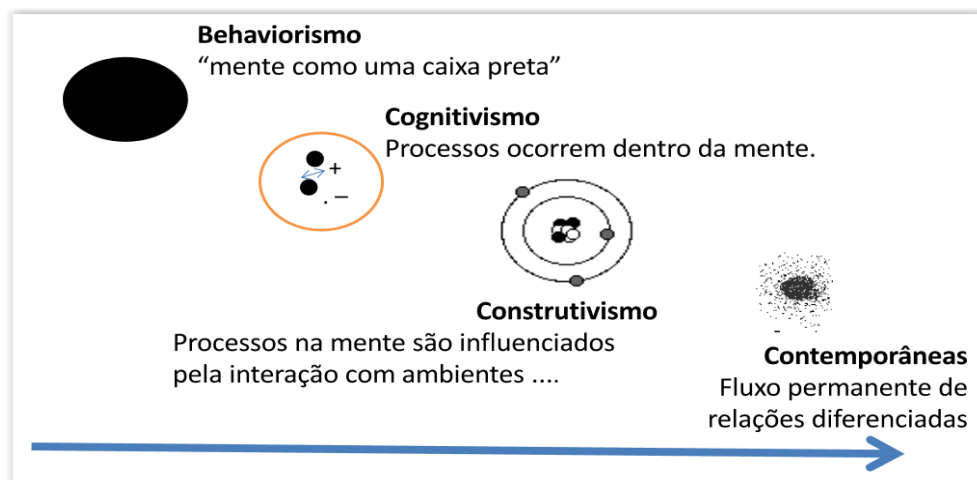 Behaviorismo
“mente como uma caixa preta”
Cognitivismo
Processos ocorrem dentro da mente.
+
. –
Construtivismo
Processos na mente são influenciados
pela interação com ambientes ....
Contemporâneas
Fluxo permanente de
relações diferenciadas